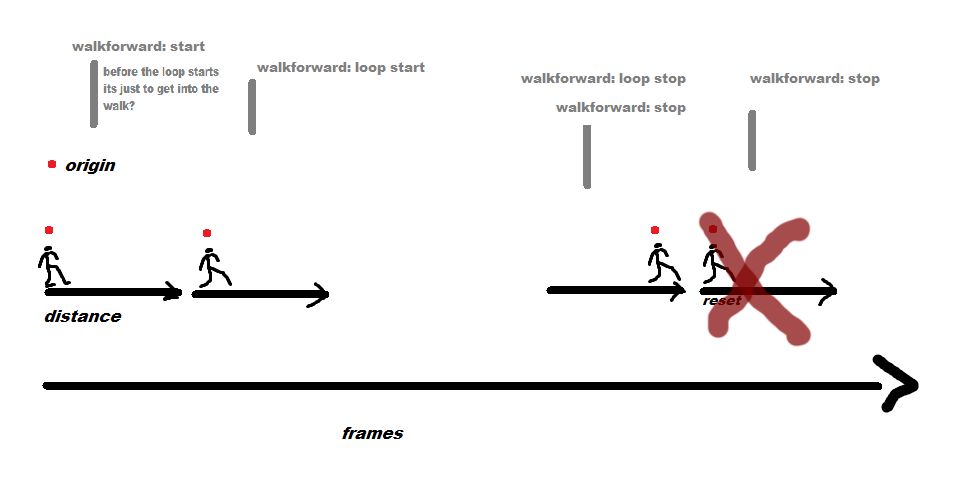 walkforward: start
before the loop starts
its just to get into the
walk?
walkforward: loop start
walkforward: loop stop
walkforward: stop
walkforward: stop
origin
distance
reset
frames